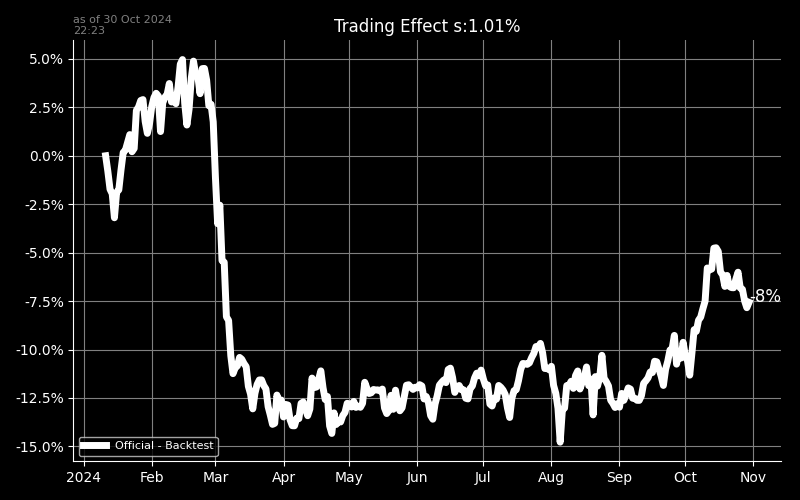 as of 30 Oct 2024
22:23
Trading Effect s:1.01%
5.0%
2.5%
0.0%
-2.5%
-5.0%
-7.5%
-10.0%
-12.5%
-15.0%
-8%
Official - Backtest
2024 Feb Mar Apr May Jun Jul Aug Sep Oct Nov